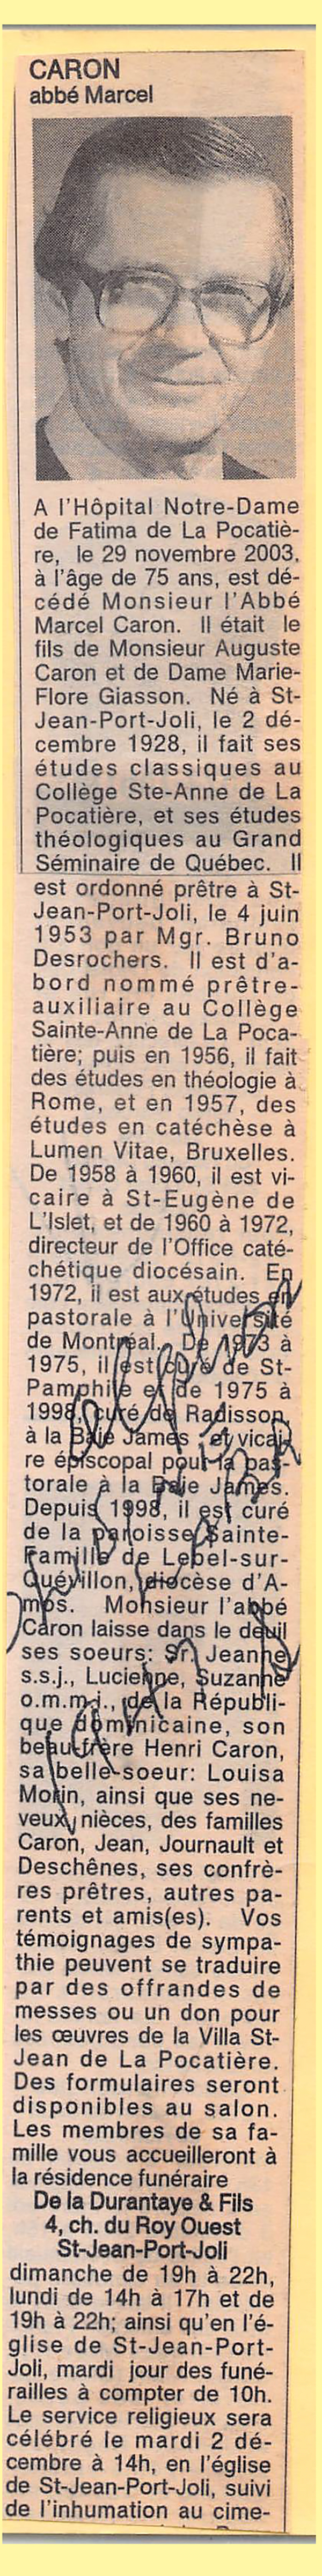 CARON
abbé Marcel
A l'Hôpital Notre-Dame
de Fatima de La Pocatiè-
re, le 29 novembre 2003,
à l'âge de 75 ans, est dé-
cédé Monsieur l'Abbé
Marcel Caron. Il était le
fils de Monsieur Auguste
Caron et de Dame Marie-
Flore Giasson. Né à St-
Jean-Port-Joli, le 2 dé-
cembre 1928, il fait ses
études classiques au
Collège Ste-Anne de La
Pocatière, et ses études
théologiques au Grand
Séminaire de Québec. Il
est ordonné prêtre à St-
Jean-Port-Joli, le 4 juin
1953 par Mgr. Bruno
Desrochers. Il est d'a-
bord nommé prêtre-
auxiliaire au Collège
Sainte-Anne de La Poca-
tière; puis en 1956, il fait
des études en théologie à
Rome, et en 1957, des
études en catéchèse à
Lumen Vitae, Bruxelles.
De 1958 à 1960, il est vi-
caire à St-Eugène de
L'Islet, et de 1960 à 1972,
directeur de l'Office caté-
chétique diocésain. En
1972, il est aux études en
pastorale à l'Université
de Montréal. De 1973 à
1975, il est curé de St-
Pamphile et de 1975 à
1998, curé de Radisson
à la Baie James et vicai-
re épiscopal pour la pas-
torale à la Baie James.
Depuis 1998, il est curé
de la paroisse Sainte-
Famille de Lebel-sur-
Quévillon, diocèse d'A-
mos. Monsieur l'abbé
Caron laisse dans le deuil
ses soeurs: Sr. Jeanne
s.s.j., Lucienne, Suzanne
o.m.m.i., de la Républi-
que dominicaine, son
beau-frère Henri Caron,
sa belle-soeur: Louisa
Morin, ainsi que ses ne-
veux, nièces, des familles
Caron, Jean, Journault et
Deschênes, ses confrè-
res prêtres, autres pa-
rents et amis(es). Vos
témoignages de sympa-
thie peuvent se traduire
par des offrandes de
messes ou un don pour
les œuvres de la Villa St-
Jean de La Pocatière.
Des formulaires seront
disponibles au salon.
Les membres de sa fa-
mille vous accueilleront à
la résidence funéraire
De la Durantaye & Fils
4, ch. du Roy Ouest
St-Jean-Port-Joli
dimanche de 19h à 22h,
lundi de 14h à 17h et de
19h à 22h; ainsi qu'en l'é-
glise de St-Jean-Port-
Joli, mardi jour des funé-
railles à compter de 10h.
Le service religieux sera
célébré le mardi 2 dé-
cembre à 14h, en l'église
de St-Jean-Port-Joli, suivi
de l'inhumation au cime-